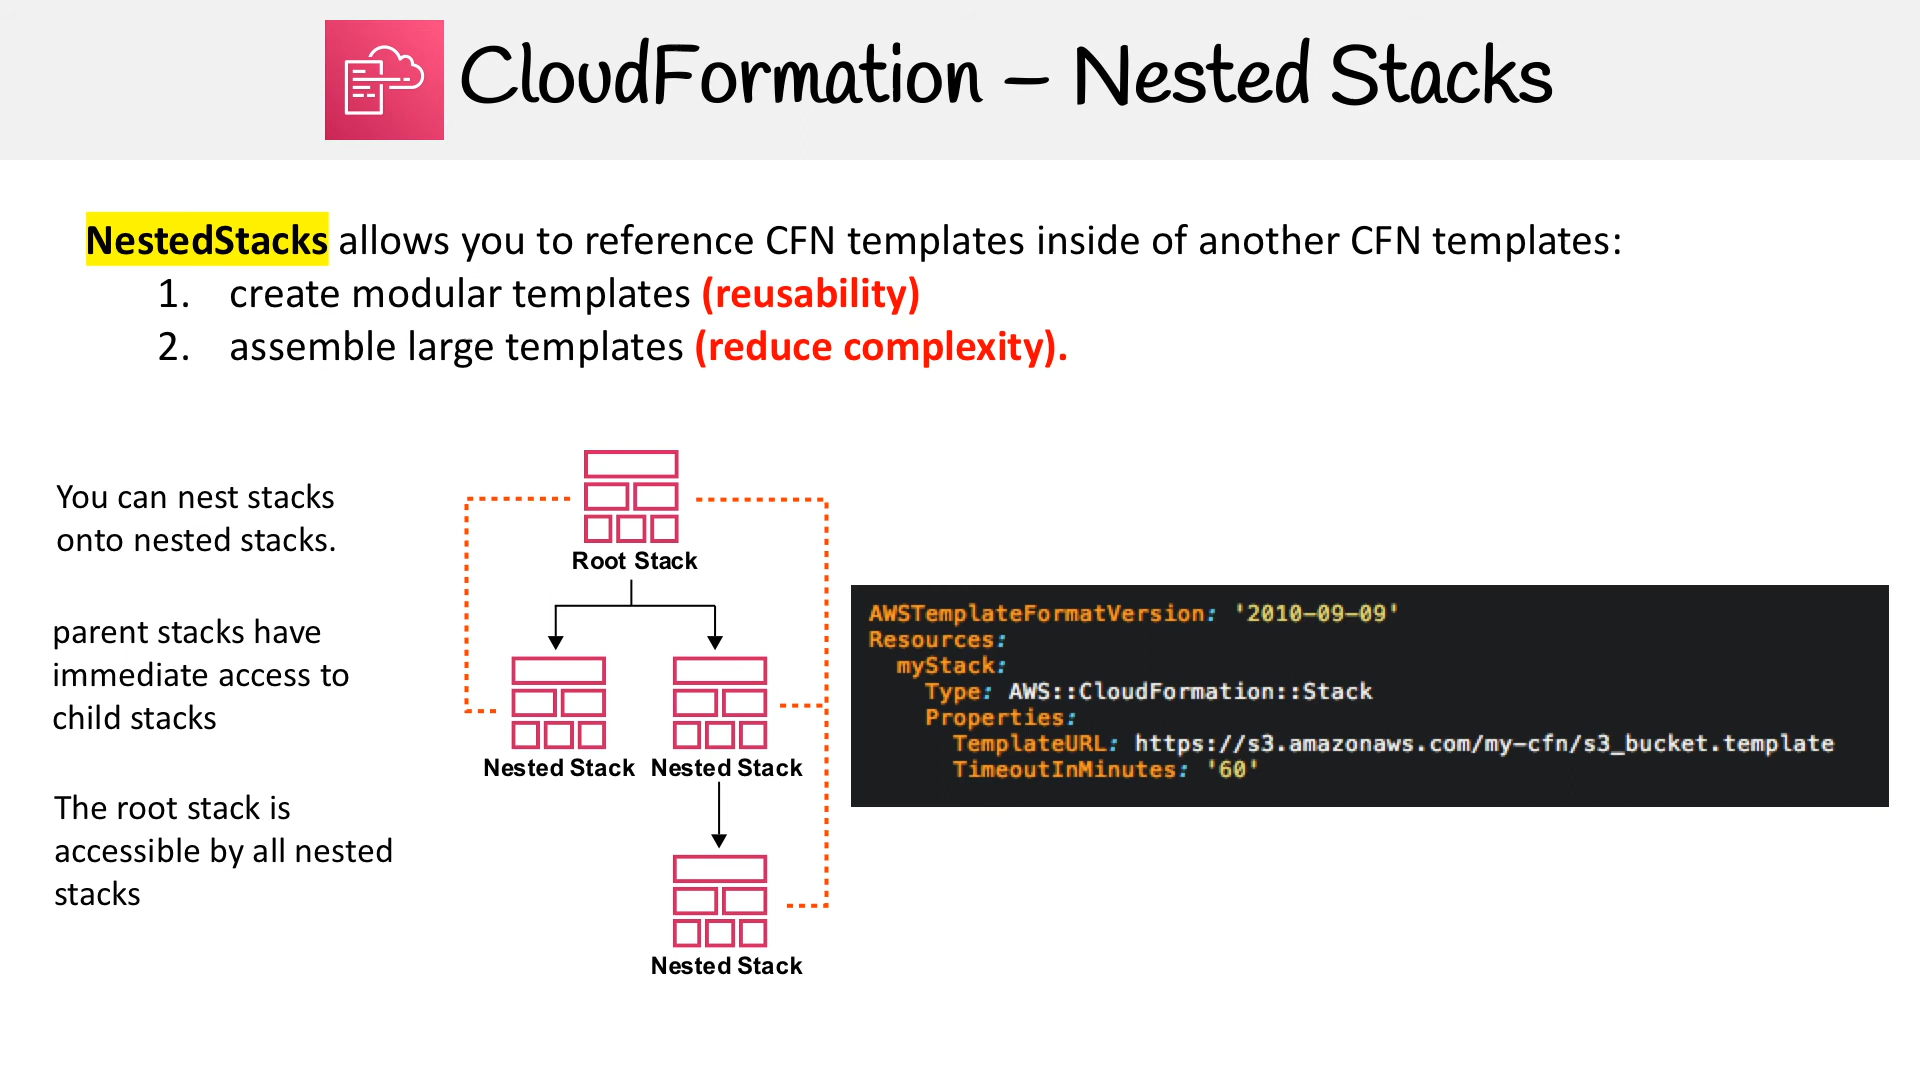 CloudFormation – Nested Stacks
NestedStacks allows you to reference CFN templates inside of another CFN templates:
1. create modular templates (reusability)
2. assemble large templates (reduce complexity).
You can nest stacks
onto nested stacks.
parent stacks have
immediate access to
child stacks
The root stack is
accessible by all nested
stacks
Root Stack
Nested Stack Nested Stack
Nested Stack
AWSTemplateFormatVersion: '2010-09-09'
Resources:
  myStack:
    Type: AWS::CloudFormation::Stack
    Properties:
      TemplateURL: https://s3.amazonaws.com/my-cfn/s3_bucket.template
      TimeoutInMinutes: '60'